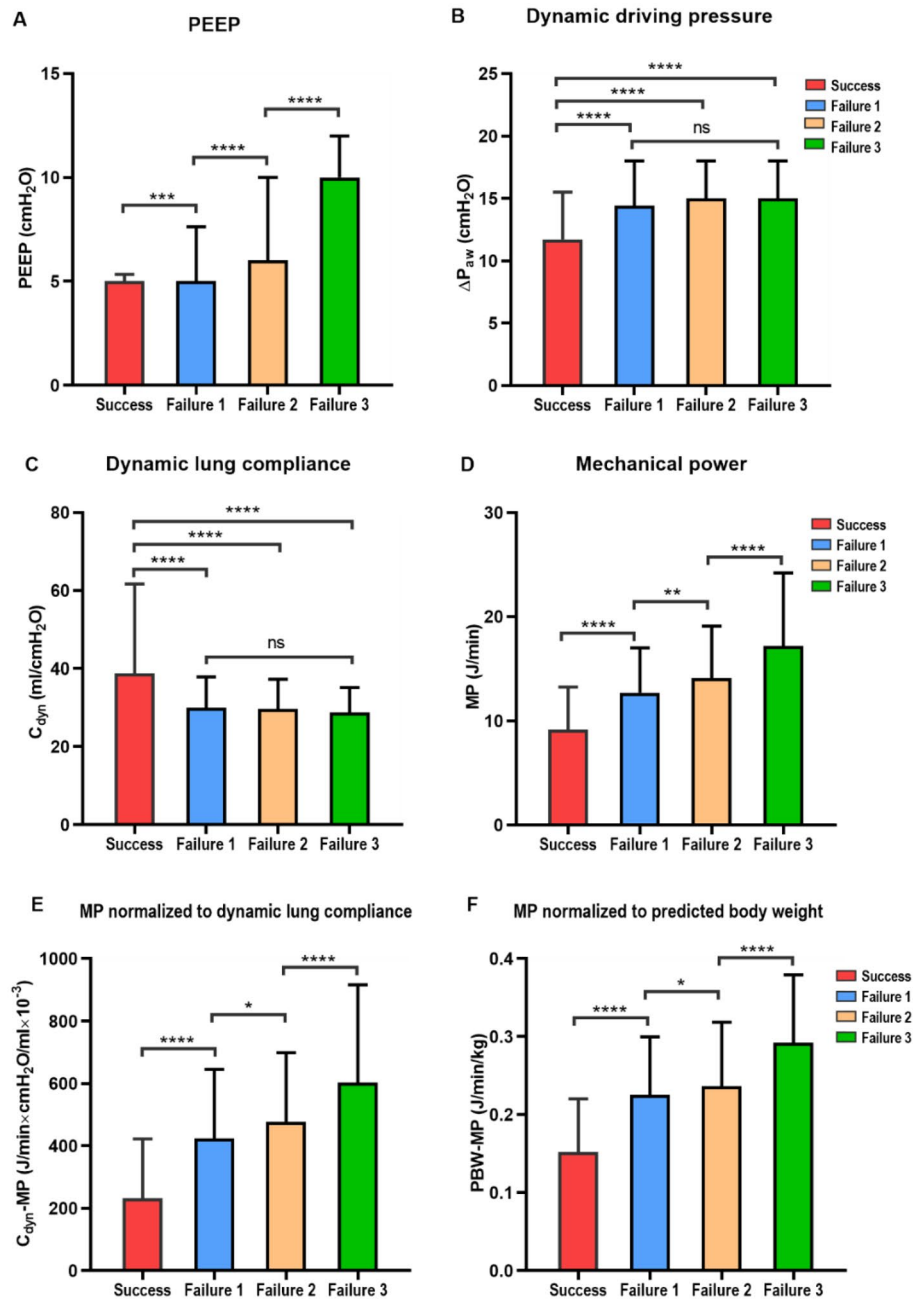 A
PEEP
PEEP (cmH₂O)
15
10
5
0
***
****
****
Success Failure 1 Failure 2 Failure 3
B
Dynamic driving pressure
ΔPaw (cmH₂O)
25
20
15
10
5
0
****
****
****
ns
Success Failure 1 Failure 2 Failure 3
Success
Failure 1
Failure 2
Failure 3
C
Dynamic lung compliance
Cdyn (ml/cmH₂O)
80
60
40
20
0
****
****
****
ns
Success Failure 1 Failure 2 Failure 3
D
Mechanical power
MP (J/min)
30
20
10
0
****
**
****
Success Failure 1 Failure 2 Failure 3
Success
Failure 1
Failure 2
Failure 3
E
MP normalized to dynamic lung compliance
Cdyn-MP (J/min×cmH₂O/ml×10⁻³)
1000
800
600
400
200
0
****
*
****
Success Failure 1 Failure 2 Failure 3
F
MP normalized to predicted body weight
PBW-MP (J/min/kg)
0.4
0.3
0.2
0.1
0.0
****
*
****
Success Failure 1 Failure 2 Failure 3
Success
Failure 1
Failure 2
Failure 3